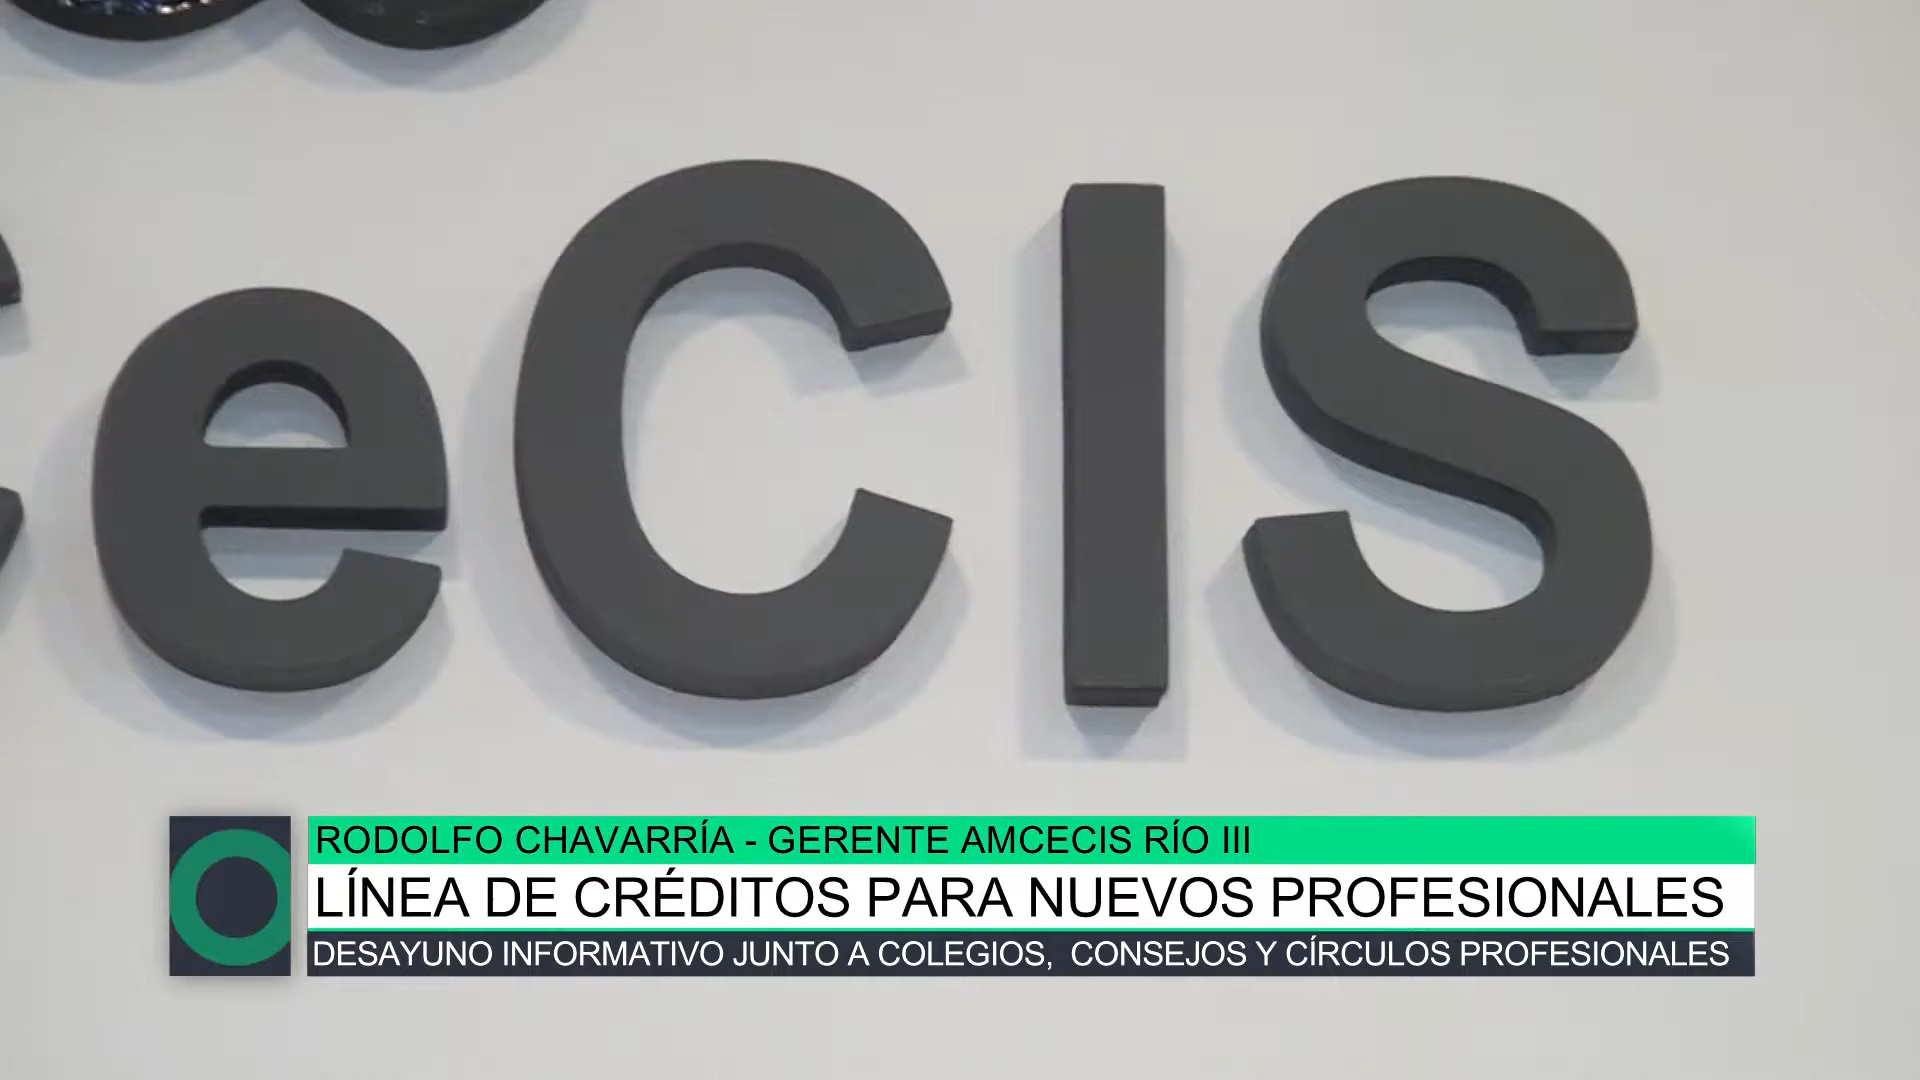 eCIS
RODOLFO CHAVARRÍA - GERENTE AMCECIS RÍO III
LÍNEA DE CRÉDITOS PARA NUEVOS PROFESIONALES
DESAYUNO INFORMATIVO JUNTO A COLEGIOS, CONSEJOS Y CÍRCULOS PROFESIONALES